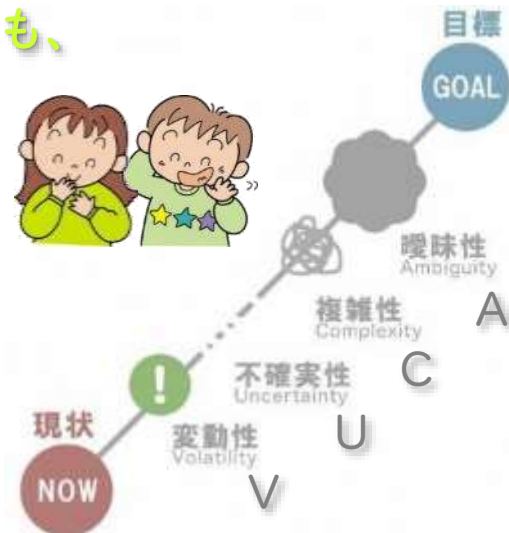 も、
目標
GOAL
曖昧性
Ambiguity
A
複雑性
Complexity
C
不確実性
Uncertainty
U
!
現状
変動性
Volatility
V
NOW